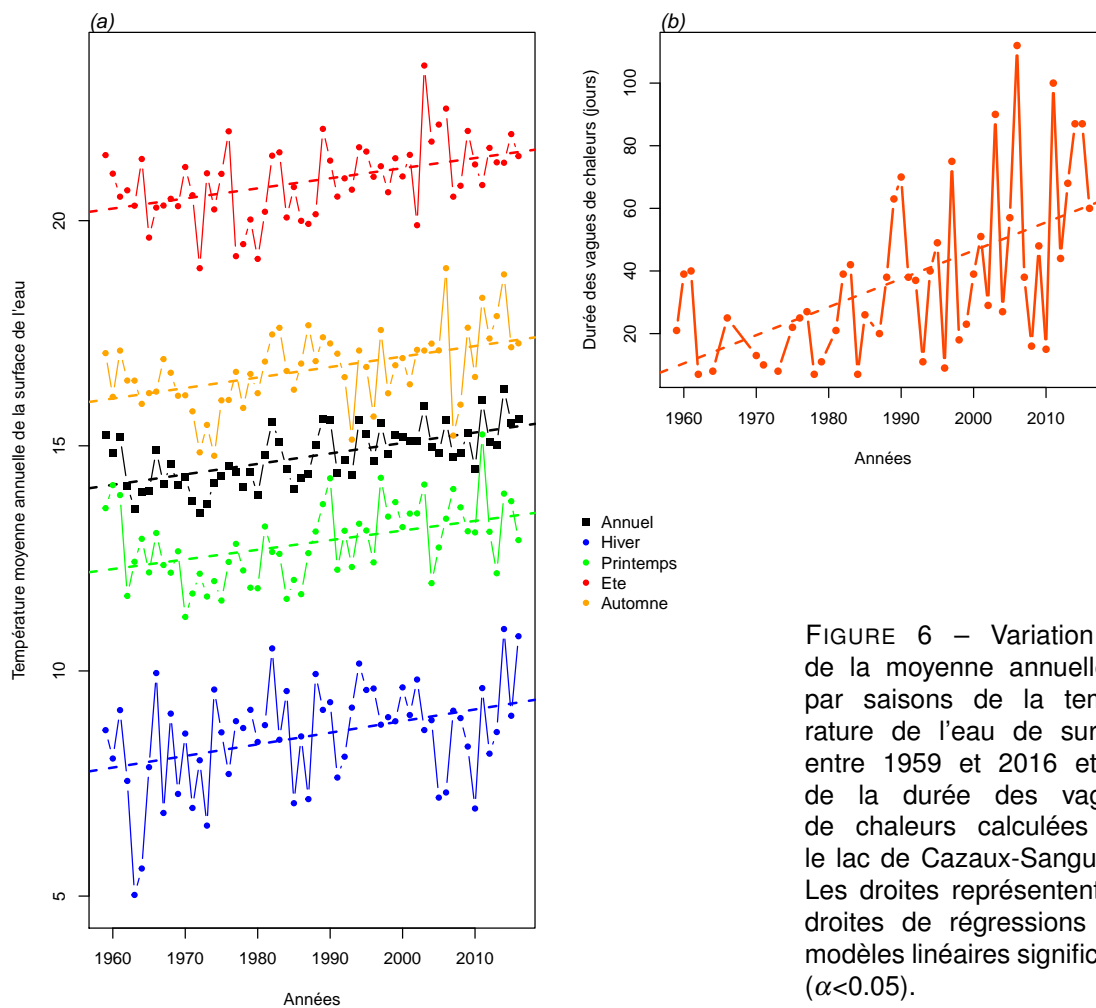 (a)
Température moyenne annuelle de la surface de l'eau
20
15
10
5
1960 1970 1980 1990 2000 2010
Années
(b)
Durée des vagues de chaleurs (jours)
100
80
60
40
20
1960 1970 1980 1990 2000 2010
Années
Annuel
Hiver
Printemps
Ete
Automne
FIGURE 6 – Variation
de la moyenne annuelle
par saisons de la tem
rature de l'eau de sur
entre 1959 et 2016 et
de la durée des vag
de chaleurs calculées
le lac de Cazaux-Sangu
Les droites représentent
droites de régressions
modèles linéaires signific
(α<0.05).